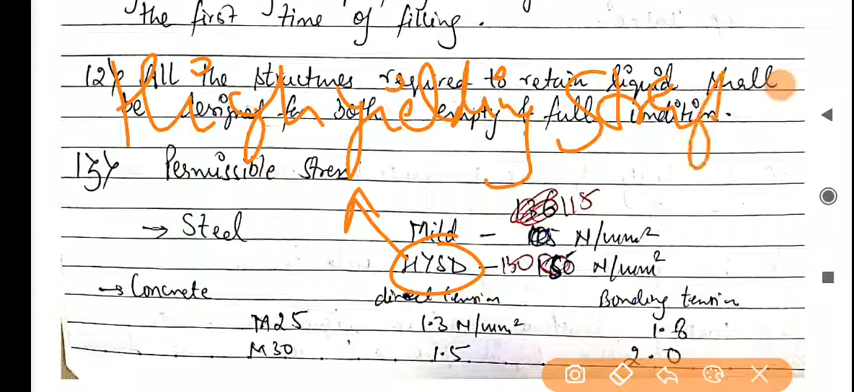 the first time of filling.
12) All the structures required to retain liquid shall
be designed for both empty & full condition.
High yielding Stren
13) Permissible Stress
115
→ Steel Mild – N/mm²
HYSD – 130 N/mm²
→ Concrete direct tension Bending tension
M25 1.3 N/mm² 1.8
M30 1.5 2.0